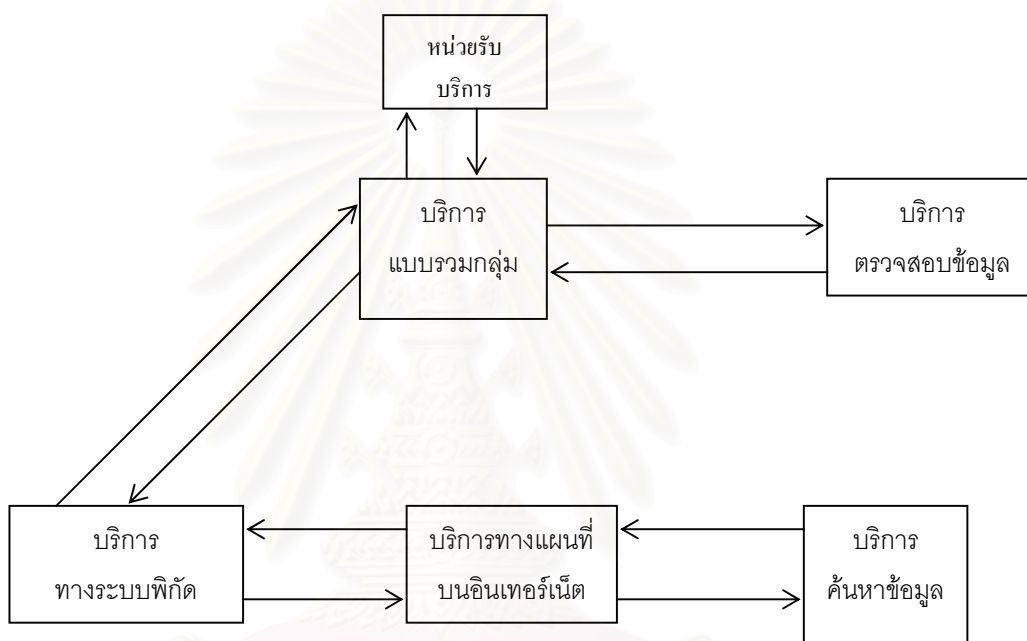 หน่วยรับ
บริการ
บริการ
แบบรวมกลุ่ม
บริการ
ตรวจสอบข้อมูล
บริการ
ทางระบบพิกัด
บริการทางแผนที่
บนอินเทอร์เน็ต
บริการ
ค้นหาข้อมูล